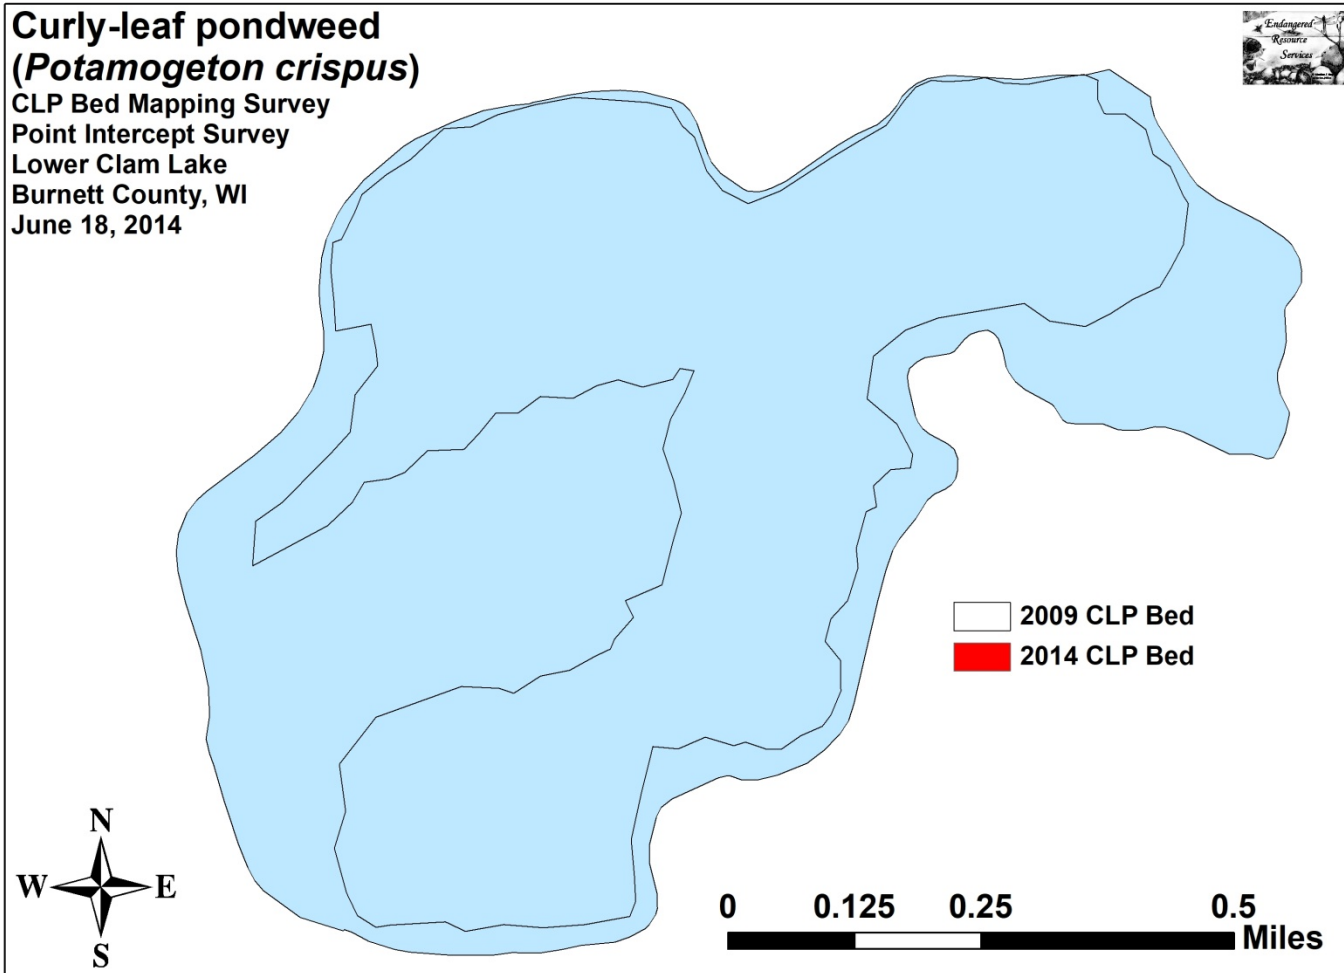 Curly-leaf pondweed
(Potamogeton crispus)
CLP Bed Mapping Survey
Point Intercept Survey
Lower Clam Lake
Burnett County, WI
June 18, 2014
Endangered
Resource
Services
2009 CLP Bed
2014 CLP Bed
N
W E
S
0 0.125 0.25 0.5
Miles